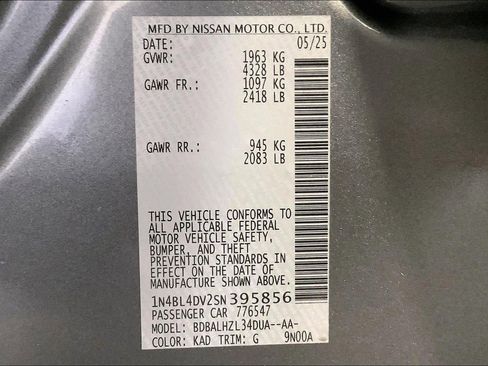 MFD BY NISSAN MOTOR CO., LTD.
DATE: 05/25
GVWR: 1963 KG
4328 LB
GAWR FR.: 1097 KG
2418 LB
GAWR RR.: 945 KG
2083 LB
THIS VEHICLE CONFORMS TO
ALL APPLICABLE FEDERAL
MOTOR VEHICLE SAFETY,
BUMPER, AND THEFT
PREVENTION STANDARDS
IN EFFECT ON THE DATE OF
MANUFACTURE SHOWN ABOVE.
1N4BL4DV2SN395856
PASSENGER CAR 776547
MODEL: BDBALHZL34DUA--AA-
COLOR: KAD TRIM: G 9N00A